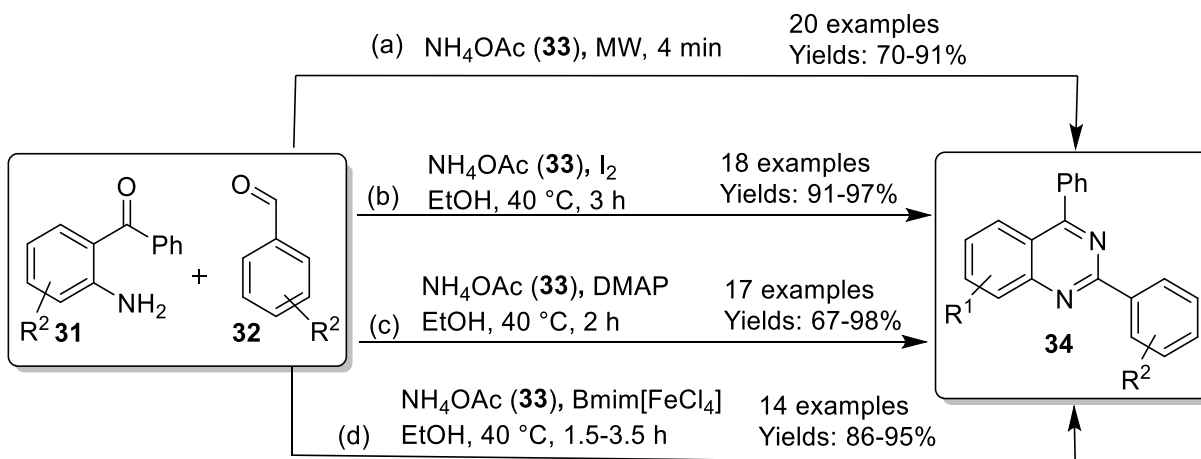 (a) NH₄OAc (33), MW, 4 min
20 examples
Yields: 70-91%
(b) NH₄OAc (33), I₂
EtOH, 40 °C, 3 h
18 examples
Yields: 91-97%
(c) NH₄OAc (33), DMAP
EtOH, 40 °C, 2 h
17 examples
Yields: 67-98%
(d) NH₄OAc (33), Bmim[FeCl₄]
EtOH, 40 °C, 1.5-3.5 h
14 examples
Yields: 86-95%
O
Ph
NH₂
R² 31
+
O
32 R²
Ph
N
N
R¹
34
R²